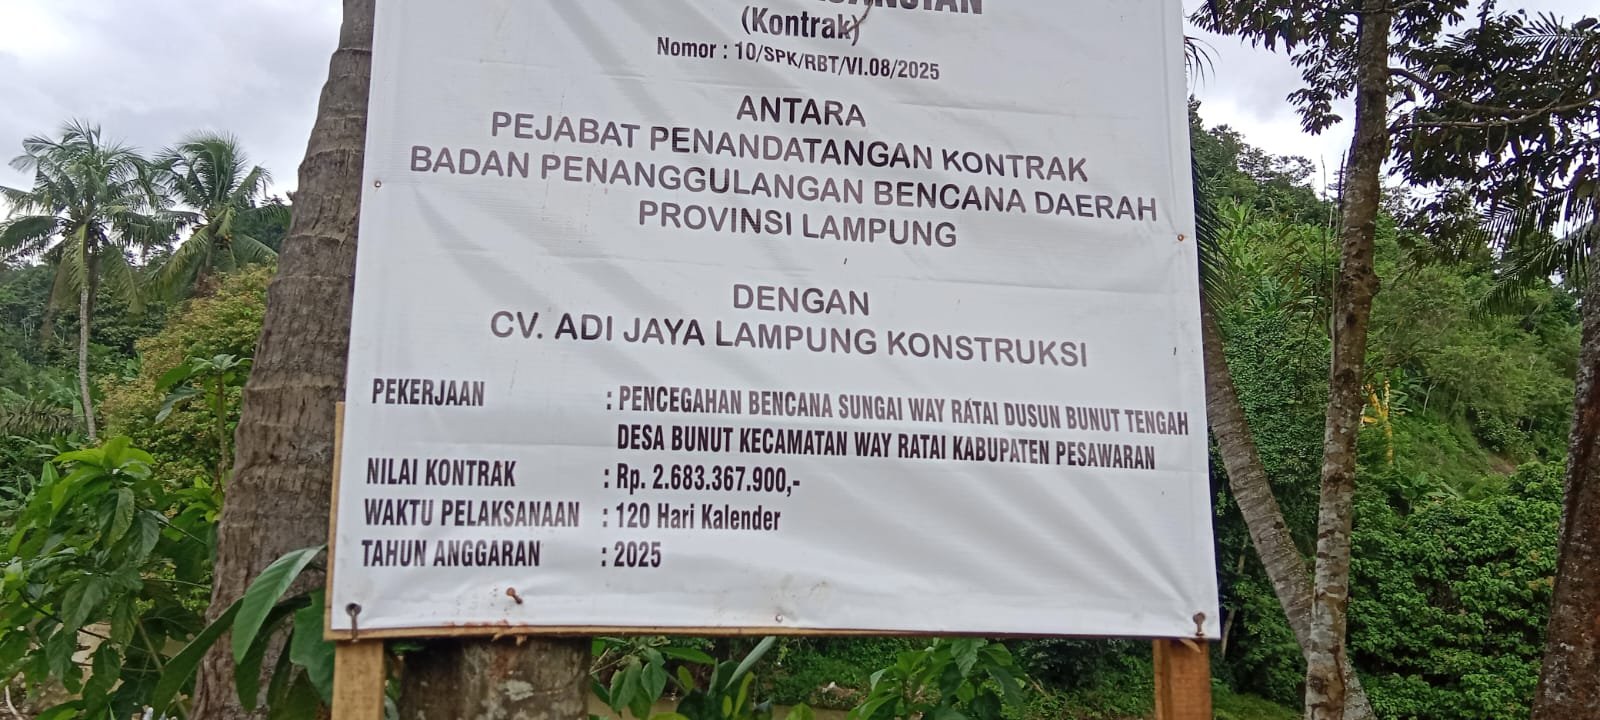 (Kontrak)
Nomor : 10/SPK/RBT/VI.08/2025
ANTARA
PEJABAT PENANDATANGAN KONTRAK
BADAN PENANGGULANGAN BENCANA DAERAH
PROVINSI LAMPUNG
DENGAN
CV. ADI JAYA LAMPUNG KONSTRUKSI
PEKERJAAN : PENCEGAHAN BENCANA SUNGAI WAY RATAI DUSUN BUNUT TENGAH
DESA BUNUT KECAMATAN WAY RATAI KABUPATEN PESAWARAN
NILAI KONTRAK : Rp. 2.683.367.900,-
WAKTU PELAKSANAAN : 120 Hari Kalender
TAHUN ANGGARAN : 2025